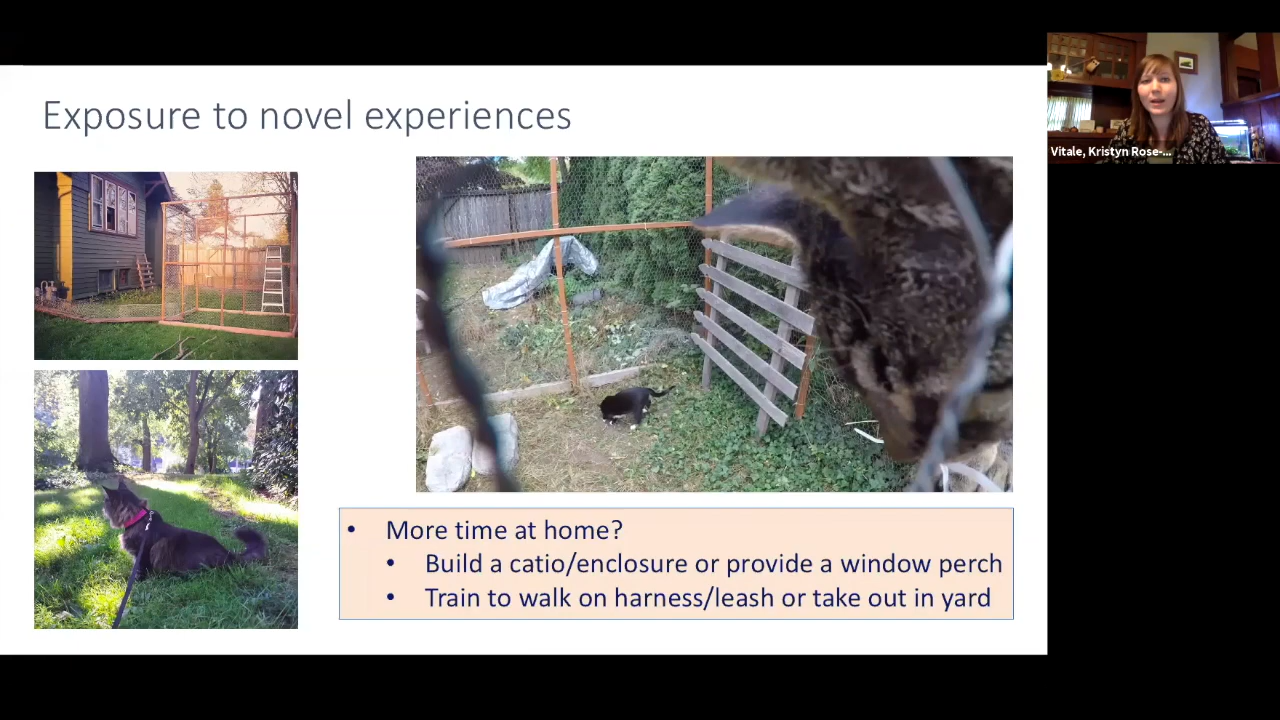 Exposure to novel experiences
Vitale, Kristyn Rose-...
• More time at home?
• Build a catio/enclosure or provide a window perch
• Train to walk on harness/leash or take out in yard